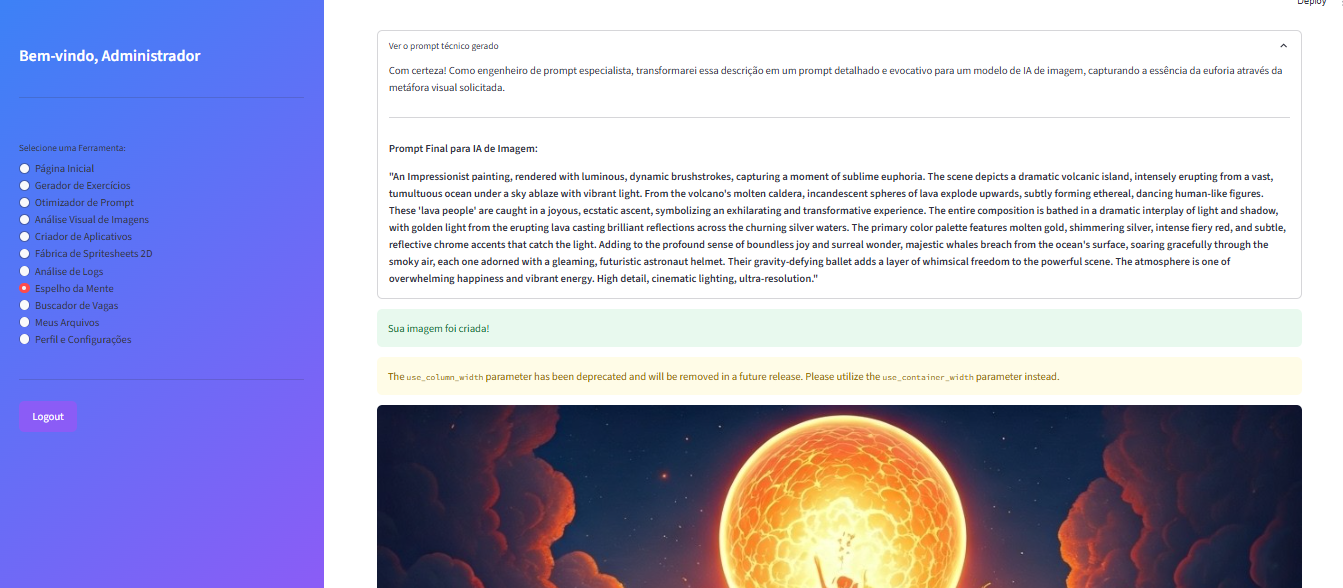 Deploy
Bem-vindo, Administrador
Selecione uma Ferramenta:
Página Inicial
Gerador de Exercícios
Otimizador de Prompt
Análise Visual de Imagens
Criador de Aplicativos
Fábrica de Spritesheets 2D
Análise de Logs
Espelho da Mente
Buscador de Vagas
Meus Arquivos
Perfil e Configurações
Logout
Ver o prompt técnico gerado
Com certeza! Como engenheiro de prompt especialista, transformarei essa descrição em um prompt detalhado e evocativo para um modelo de IA de imagem, capturando a essência da euforia através da
metáfora visual solicitada.
Prompt Final para IA de Imagem:
"An Impressionist painting, rendered with luminous, dynamic brushstrokes, capturing a moment of sublime euphoria. The scene depicts a dramatic volcanic island, intensely erupting from a vast,
tumultuous ocean under a sky ablaze with vibrant light. From the volcano's molten caldera, incandescent spheres of lava explode upwards, subtly forming ethereal, dancing human-like figures.
These 'lava people' are caught in a joyous, ecstatic ascent, symbolizing an exhilarating and transformative experience. The entire composition is bathed in a dramatic interplay of light and shadow,
with golden light from the erupting lava casting brilliant reflections across the churning silver waters. The primary color palette features molten gold, shimmering silver, intense fiery red, and subtle,
reflective chrome accents that catch the light. Adding to the profound sense of boundless joy and surreal wonder, majestic whales breach from the ocean's surface, soaring gracefully through the
smoky air, each one adorned with a gleaming, futuristic astronaut helmet. Their gravity-defying ballet adds a layer of whimsical freedom to the powerful scene. The atmosphere is one of
overwhelming happiness and vibrant energy. High detail, cinematic lighting, ultra-resolution."
Sua imagem foi criada!
The use_column_width parameter has been deprecated and will be removed in a future release. Please utilize the use_container_width parameter instead.